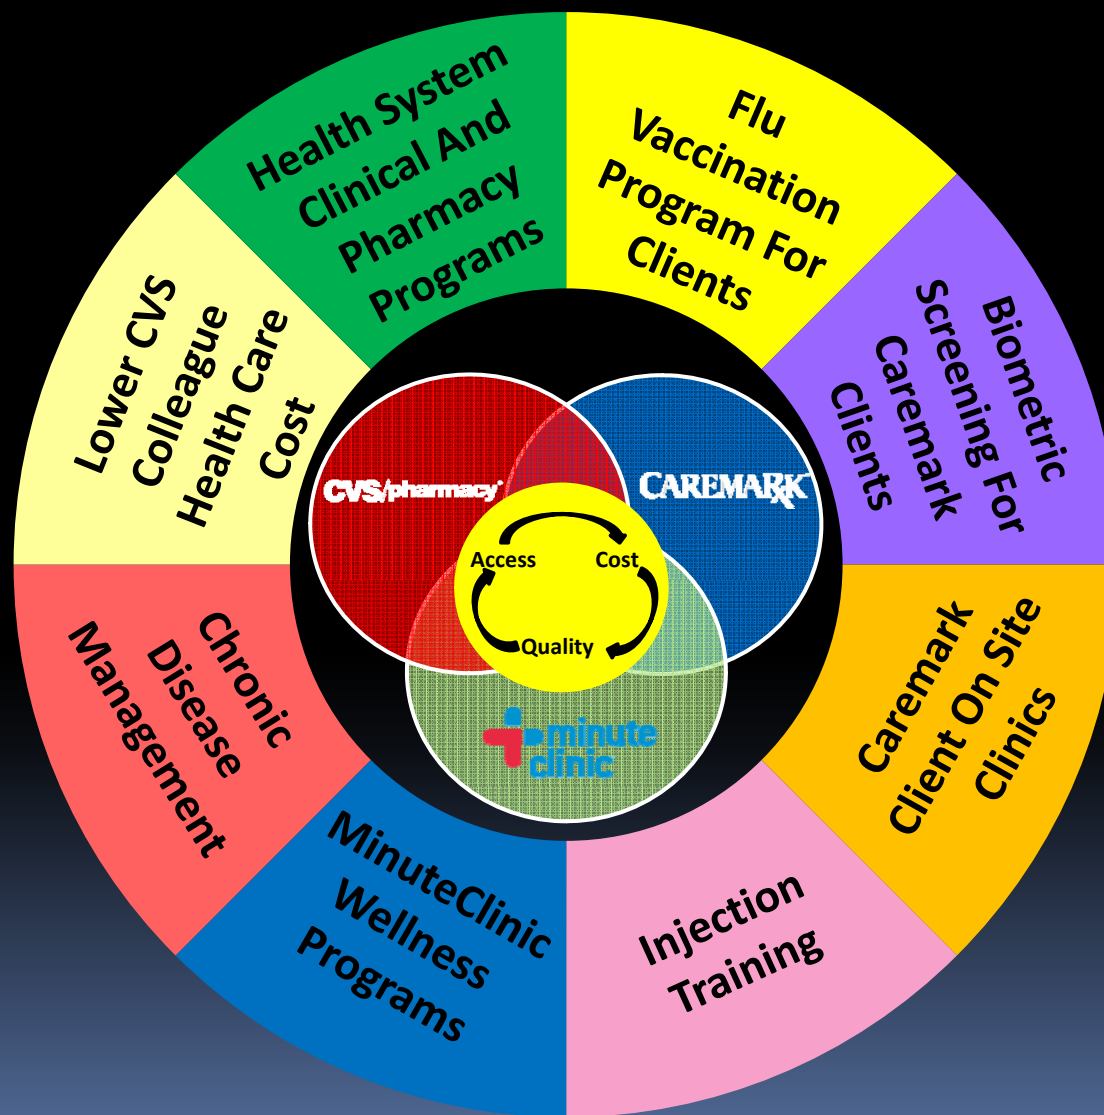 Health System
Clinical And
Pharmacy
Programs
Flu
Vaccination
Program For
Clients
Biometric
Screening For
Caremark
Clients
Caremark
Client On Site
Clinics
Injection
Training
MinuteClinic
Wellness
Programs
Chronic
Disease
Management
Lower CVS
Colleague
Health Care
Cost
CVS/pharmacy
CAREMARK
Access
Cost
Quality
minute
clinic